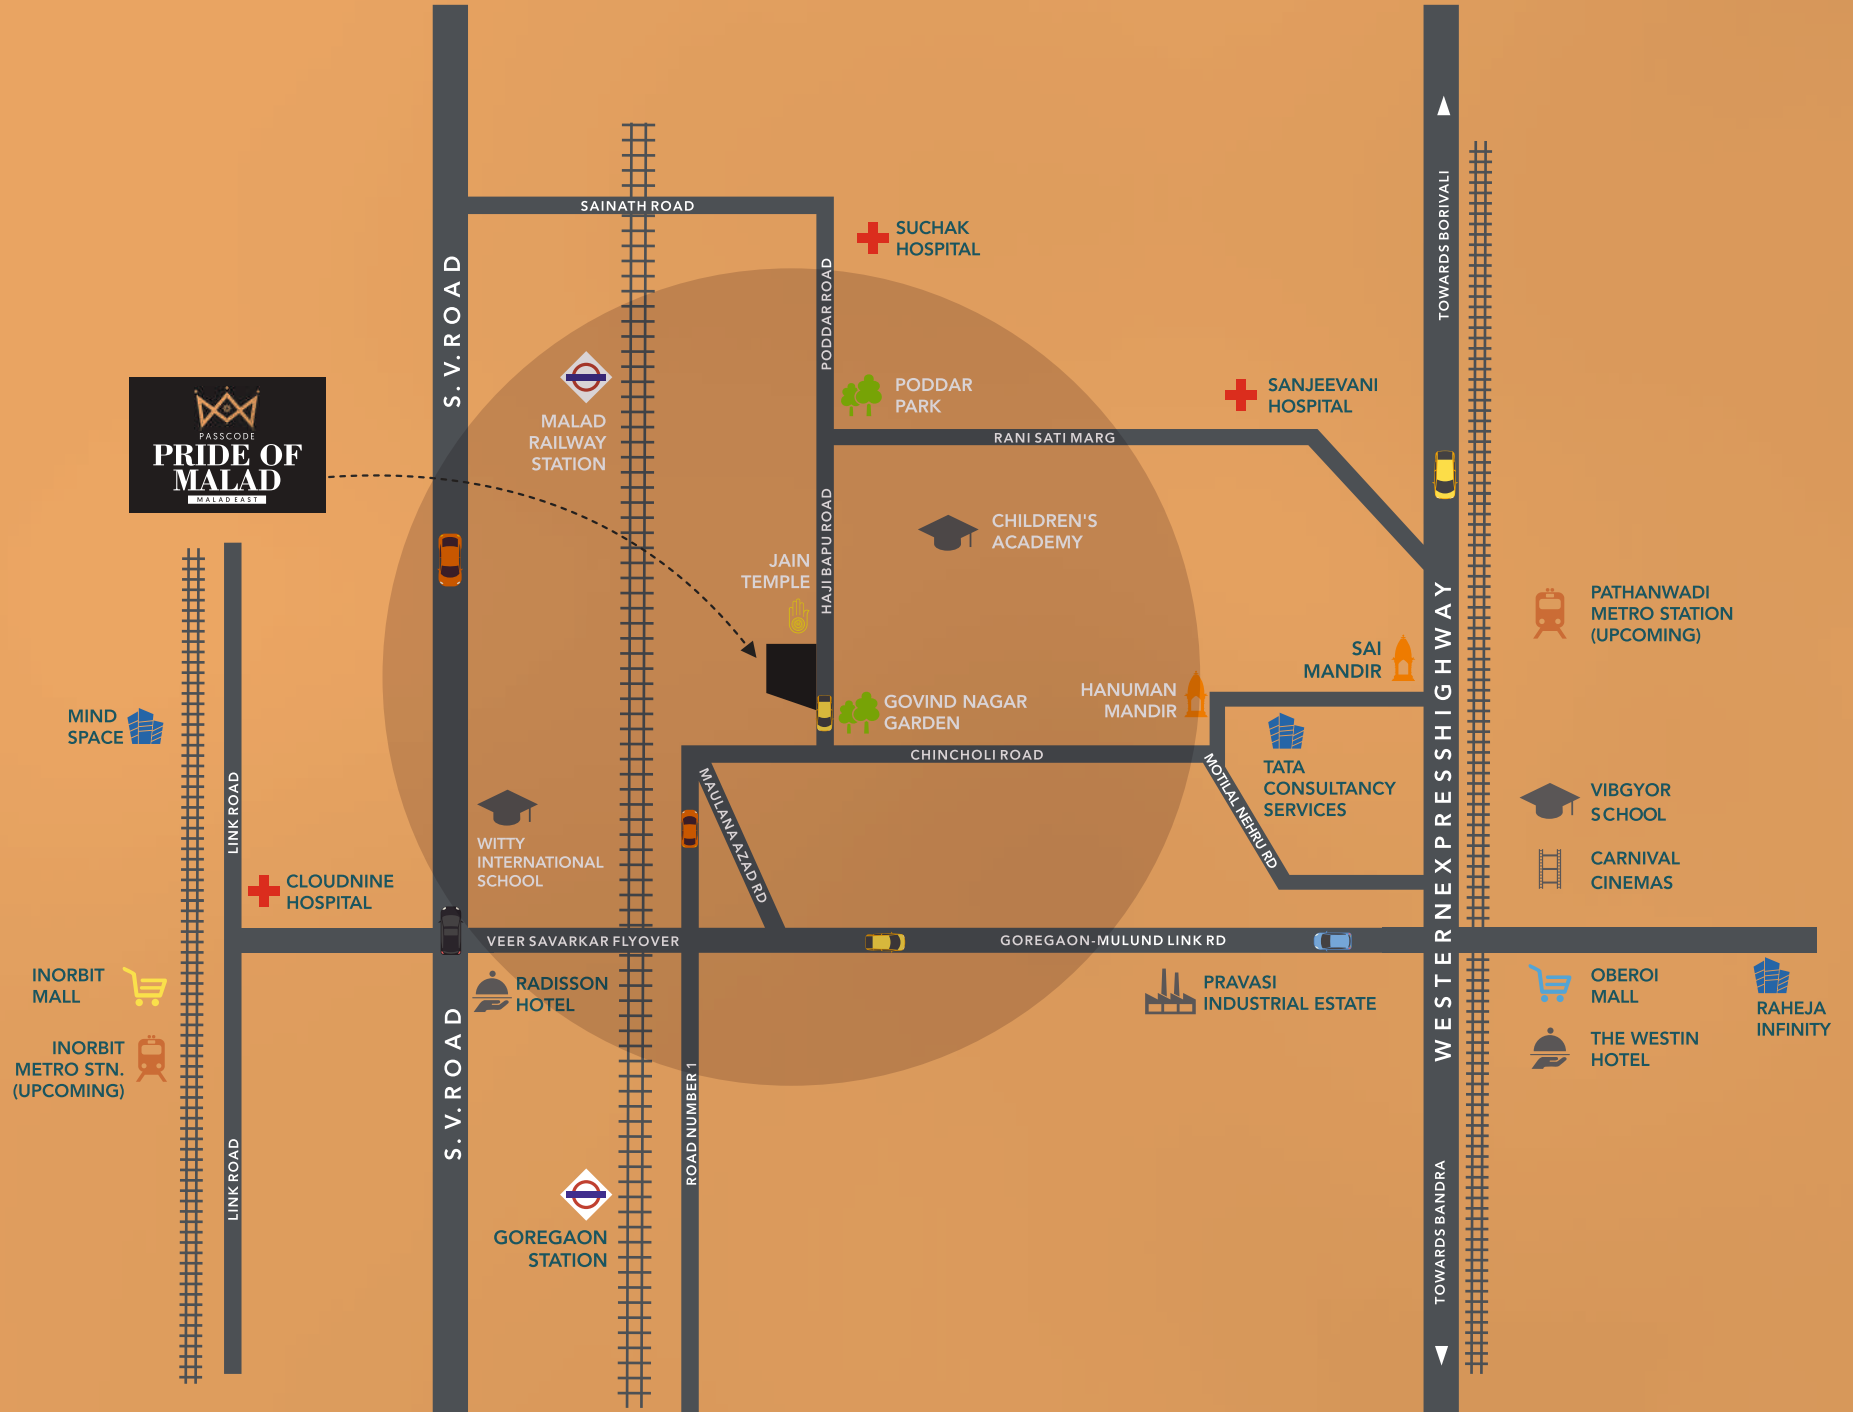 SAINATH ROAD
SUCHAK
HOSPITAL
S. V. ROAD
PODDAR ROAD
TOWARDS BORIVALI
PASSCODE
PRIDE OF
MALAD
MALAD EAST
MALAD
RAILWAY
STATION
PODDAR
PARK
SANJEEVANI
HOSPITAL
RANI SATI MARG
HAJI BAPU ROAD
CHILDREN'S
ACADEMY
JAIN
TEMPLE
PATHANWADI
METRO STATION
(UPCOMING)
SAI
MANDIR
HANUMAN
MANDIR
GOVIND NAGAR
GARDEN
WESTERN EXPRESS HIGHWAY
MIND
SPACE
CHINCHOLI ROAD
MAULANA AZAD RD
MOTILAL NEHRU RD
TATA
CONSULTANCY
SERVICES
VIBGYOR
SCHOOL
LINK ROAD
WITTY
INTERNATIONAL
SCHOOL
CARNIVAL
CINEMAS
CLOUDNINE
HOSPITAL
VEER SAVARKAR FLYOVER
GOREGAON-MULUND LINK RD
INORBIT
MALL
RADISSON
HOTEL
PRAVASI
INDUSTRIAL ESTATE
OBEROI
MALL
RAHEJA
INFINITY
INORBIT
METRO STN.
(UPCOMING)
S. V. ROAD
ROAD NUMBER 1
THE WESTIN
HOTEL
LINK ROAD
GOREGAON
STATION
TOWARDS BANDRA